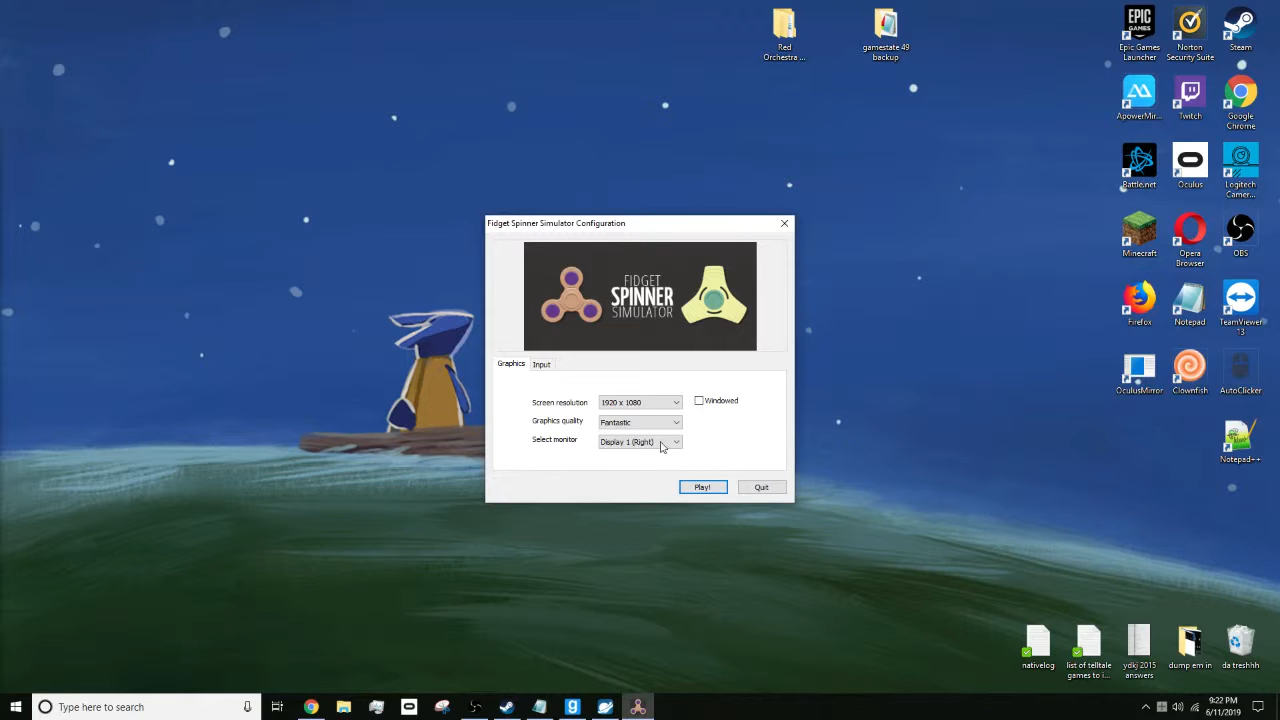 Red
Orchestra ...
gamestate 49
backup
EPIC
GAMES
Epic Games
Launcher
Norton
Security Suite
Steam
ApowerMir...
Twitch
Google
Chrome
Battle.net
Oculus
Logitech
Camer...
Minecraft
Opera
Browser
OBS
Firefox
Notepad
TeamViewer
13
OculusMirror
Clownfish
AutoClicker
Notepad++
Fidget Spinner Simulator Configuration
FIDGET
SPINNER
SIMULATOR
Graphics
Input
Screen resolution
1920 x 1080
Windowed
Graphics quality
Fantastic
Select monitor
Display 1 (Right)
Play!
Quit
nativelog
list of telltale
games to i...
ydkj 2015
answers
dump em in
da treshhh
Type here to search
9:22 PM
6/11/2019